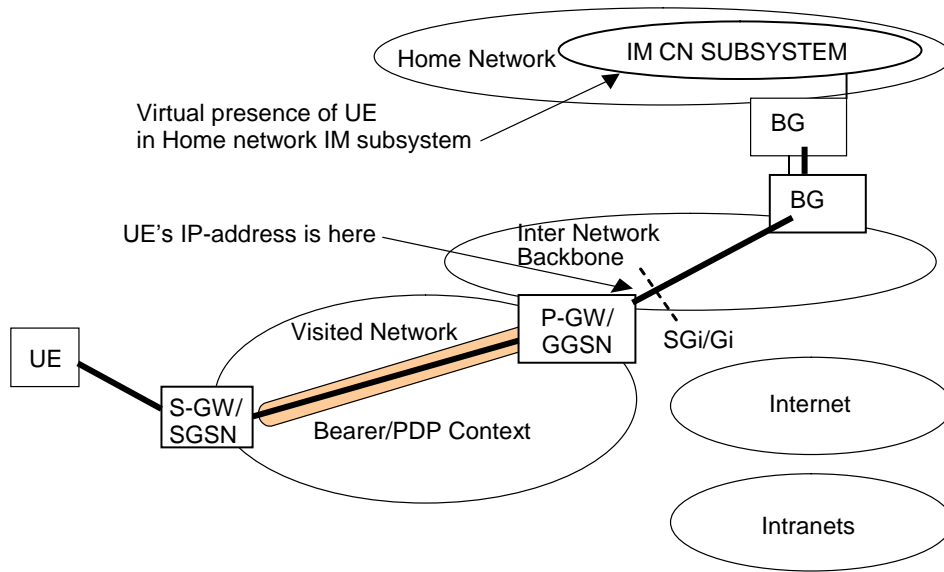 Home Network
IM CN SUBSYSTEM
Virtual presence of UE
in Home network IM subsystem
BG
BG
UE’s IP-address is here
Inter Network
Backbone
Visited Network
P-GW/
GGSN
SGi/Gi
UE
S-GW/
SGSN
Bearer/PDP Context
Internet
Intranets